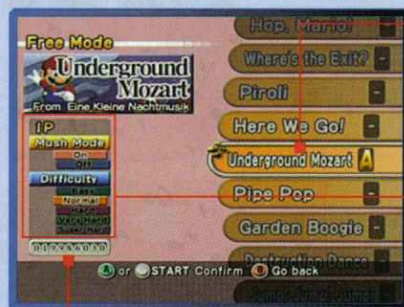 Free Mode
Underground
Mozart
From Eine Kleine Nachtmusik
1P
Mush Mode
On
Off
Difficulty
Easy
Normal
Hard
Very Hard
Super Hard
Hop, Mario!
Where's the Exit?
Piroli
Here We Go!
Underground Mozart A
Pipe Pop
Garden Boogie
Destruction Dance
A or START Confirm B Go back